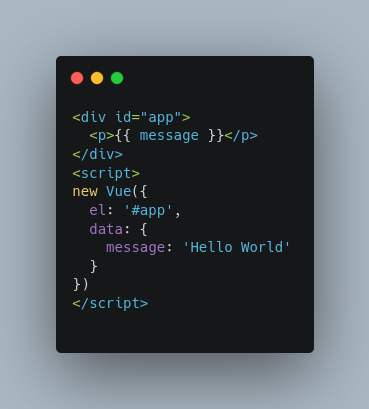 <div id="app">
  <p>{{ message }}</p>
</div>
<script>
new Vue({
  el: '#app',
  data: {
    message: 'Hello World'
  }
})
</script>